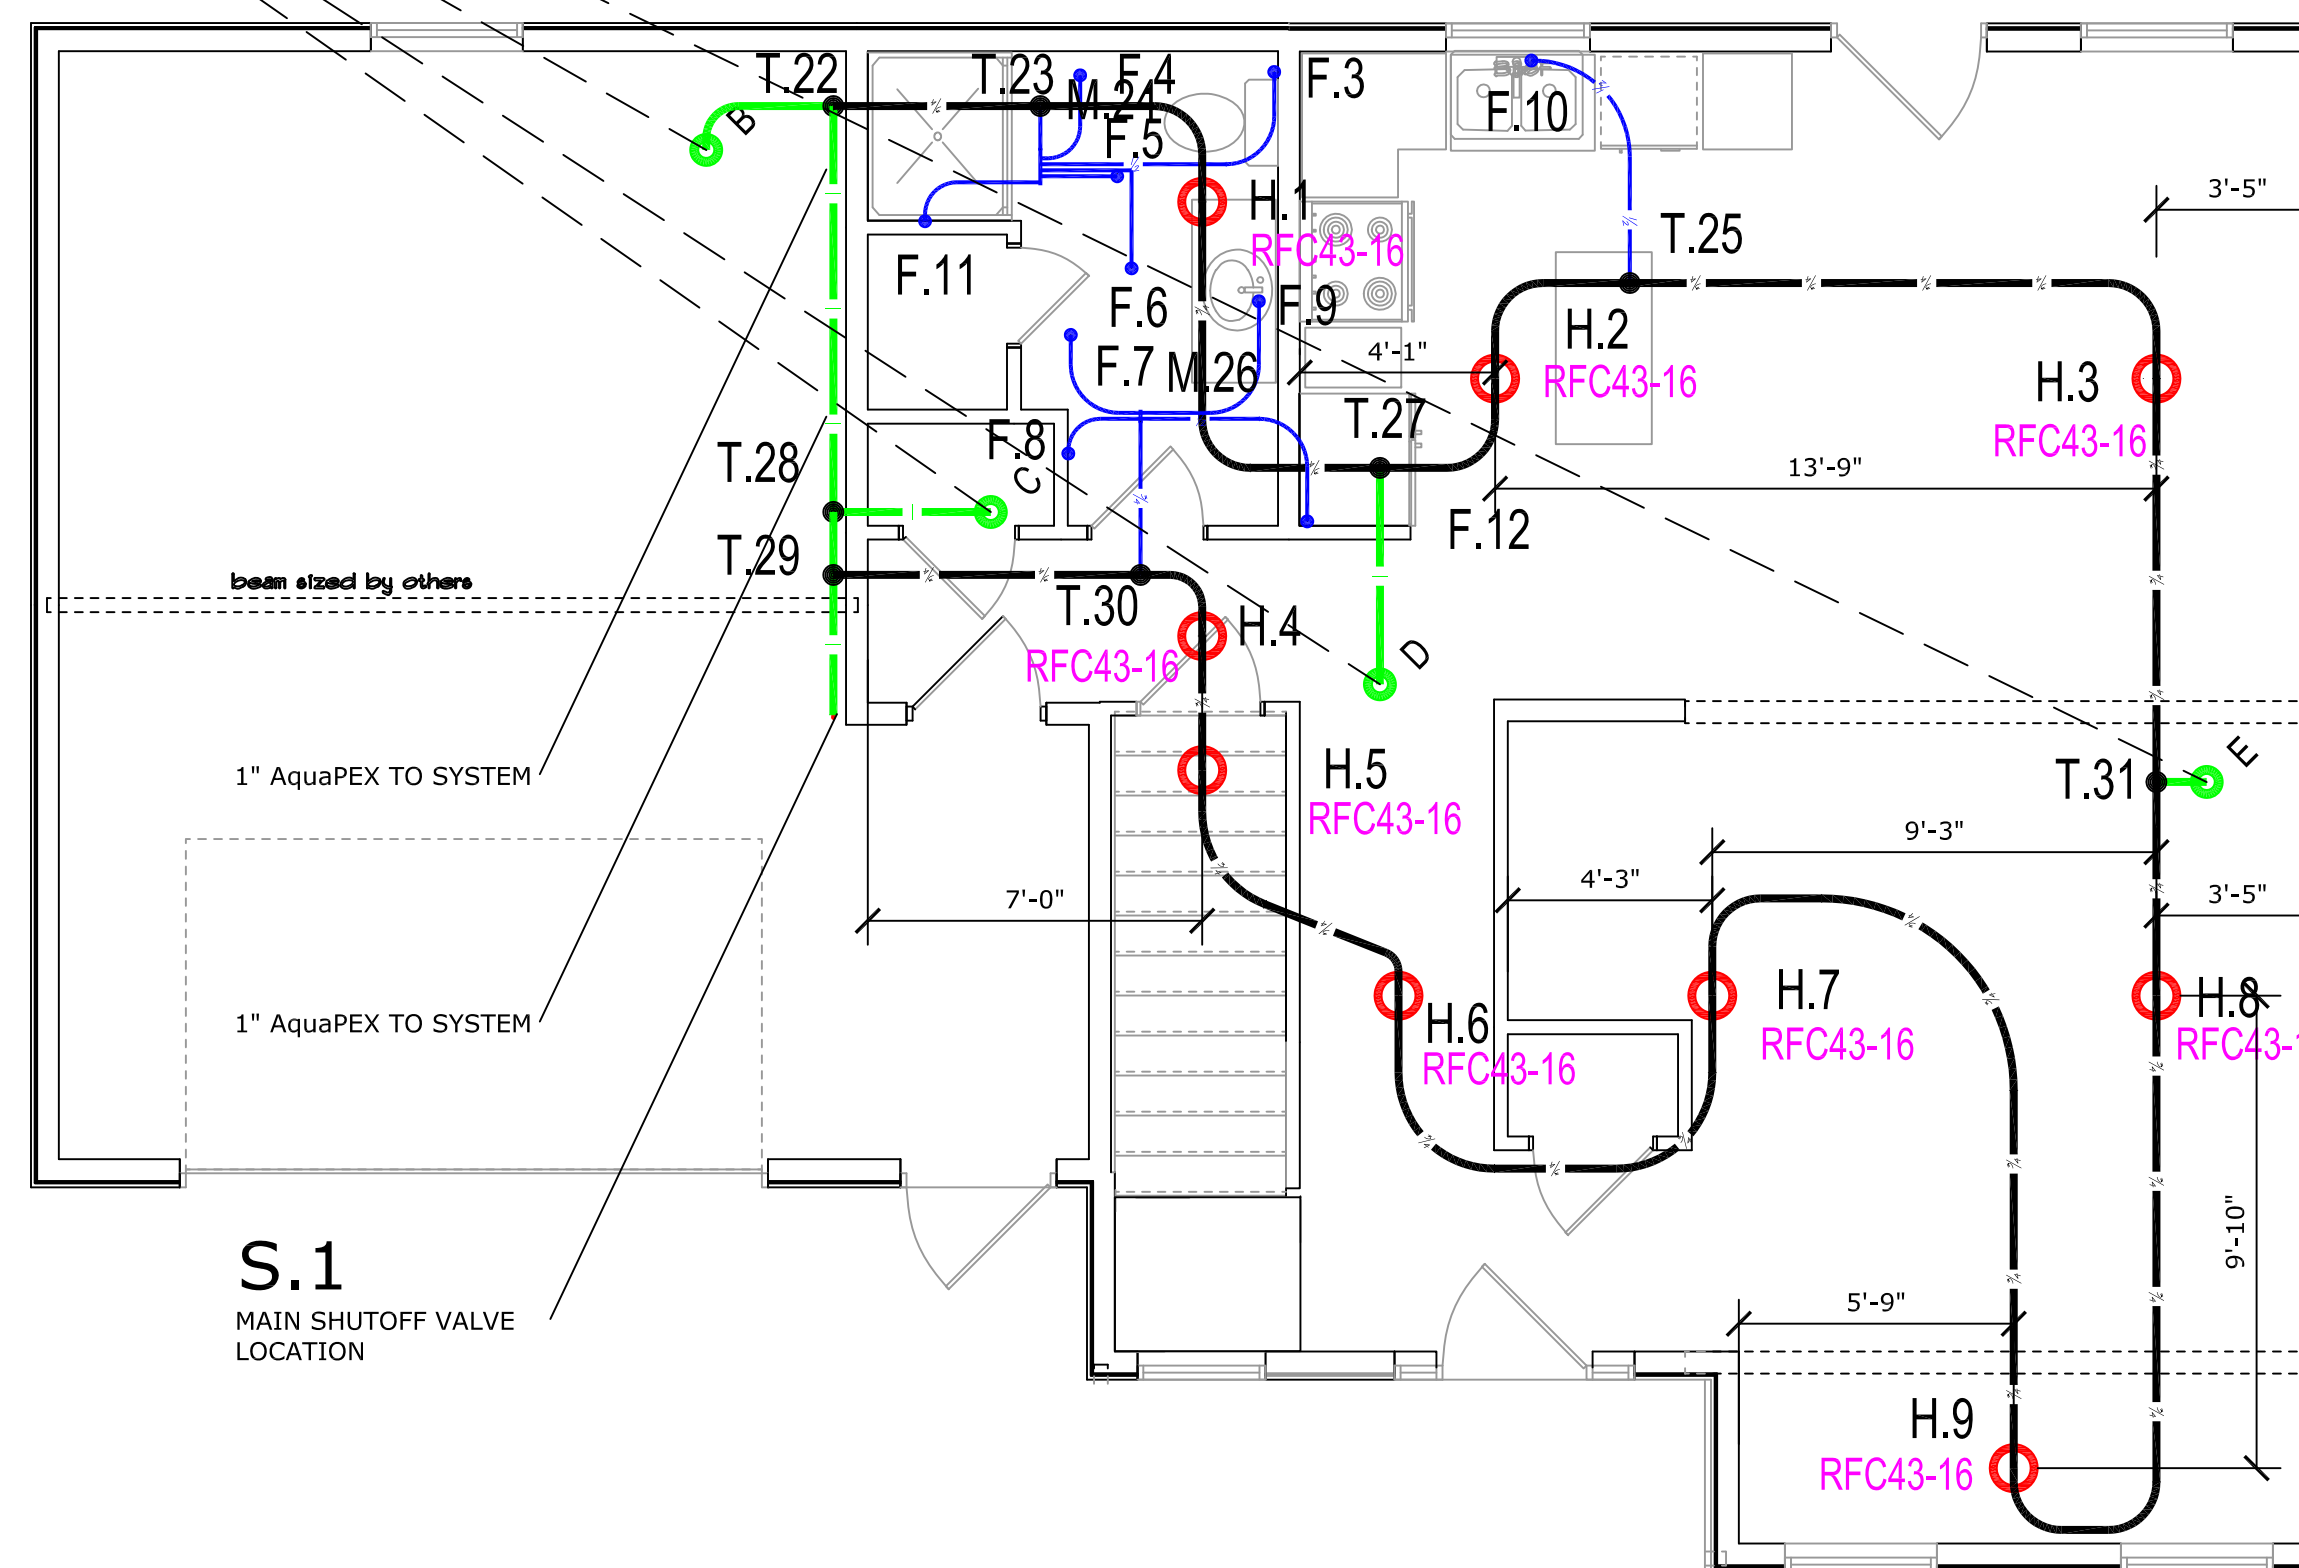 T.22
T.23
F.4
M.24
F.5
F.3
F.10
B
H.1
RFC43-16
3'-5"
T.25
F.11
F.6
F.9
H.2
RFC43-16
4'-1"
F.7
M.26
H.3
RFC43-16
T.27
F.8
C
T.28
13'-9"
F.12
T.29
beam sized by others
T.30
H.4
RFC43-16
D
E
1" AquaPEX TO SYSTEM
H.5
RFC43-16
T.31
9'-3"
4'-3"
7'-0"
3'-5"
H.6
RFC43-16
H.7
RFC43-16
H.8
RFC43-
1" AquaPEX TO SYSTEM
9'-10"
S.1
MAIN SHUTOFF VALVE
LOCATION
5'-9"
H.9
RFC43-16